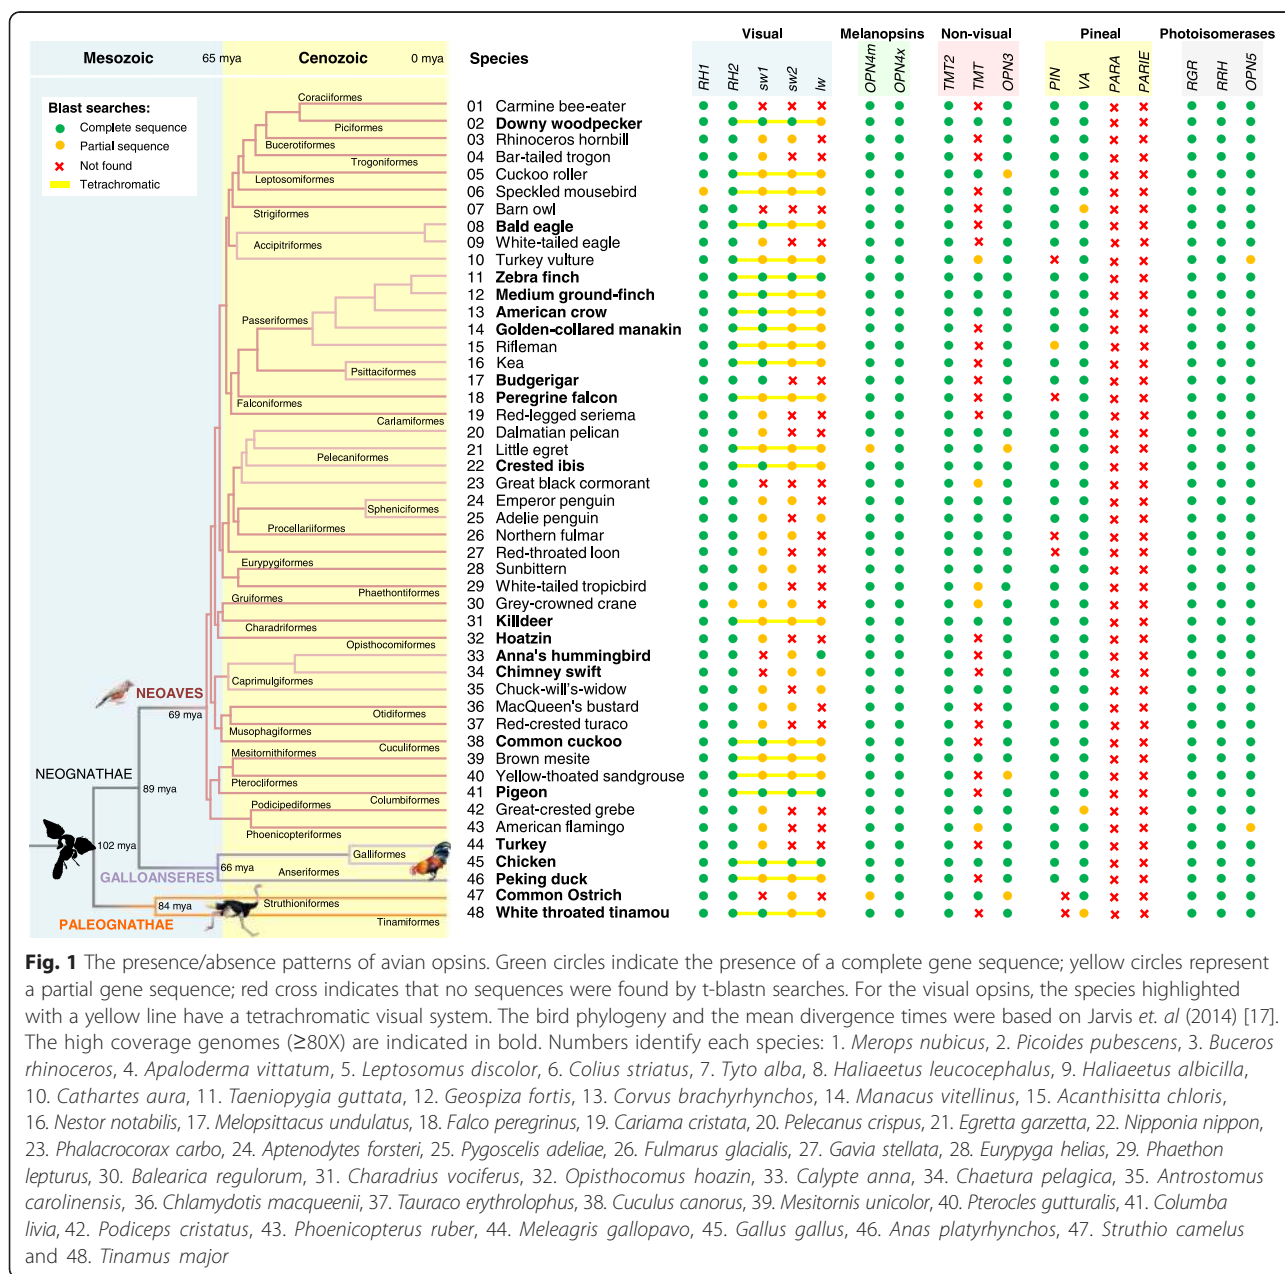 Mesozoic 65 mya Cenozoic 0 mya Species
Visual Melanopsins Non-visual Pineal Photoisomerases
RH1 RH2 sw1 sw2 lw OPN4m OPN4x TMT2 TMT OPN3 PIN VA PARA PARIE RGR RRH OPN5
Blast searches:
Complete sequence
Partial sequence
Not found
Tetrachromatic
Coraciiformes
Piciformes
Bucerotiformes
Trogoniformes
Leptosomiformes
Strigiformes
Accipitriformes
Passeriformes
Psittaciformes
Falconiformes
Carlamiformes
Pelecaniformes
Spheniciformes
Procellariiformes
Eurypygiformes
Phaethontiformes
Gruiformes
Charadriformes
Opisthocomiformes
Caprimulgiformes
Otidiformes
Musophagiformes
Cuculiformes
Mesitornithiformes
Pterocliformes
Columbiformes
Podicipediformes
Phoenicopteriformes
Galliformes
Anseriformes
Struthioniformes
Tinamiformes
NEOAVES
69 mya
NEOGNATHAE
89 mya
102 mya
66 mya
GALLOANSERES
84 mya
PALEOGNATHAE
01 Carmine bee-eater
02 Downy woodpecker
03 Rhinoceros hornbill
04 Bar-tailed trogon
05 Cuckoo roller
06 Speckled mousebird
07 Barn owl
08 Bald eagle
09 White-tailed eagle
10 Turkey vulture
11 Zebra finch
12 Medium ground-finch
13 American crow
14 Golden-collared manakin
15 Rifleman
16 Kea
17 Budgerigar
18 Peregrine falcon
19 Red-legged seriema
20 Dalmatian pelican
21 Little egret
22 Crested ibis
23 Great black cormorant
24 Emperor penguin
25 Adelie penguin
26 Northern fulmar
27 Red-throated loon
28 Sunbittern
29 White-tailed tropicbird
30 Grey-crowned crane
31 Killdeer
32 Hoatzin
33 Anna's hummingbird
34 Chimney swift
35 Chuck-will's-widow
36 MacQueen's bustard
37 Red-crested turaco
38 Common cuckoo
39 Brown mesite
40 Yellow-thoated sandgrouse
41 Pigeon
42 Great-crested grebe
43 American flamingo
44 Turkey
45 Chicken
46 Peking duck
47 Common Ostrich
48 White throated tinamou
Fig. 1 The presence/absence patterns of avian opsins. Green circles indicate the presence of a complete gene sequence; yellow circles represent
a partial gene sequence; red cross indicates that no sequences were found by t-blastn searches. For the visual opsins, the species highlighted
with a yellow line have a tetrachromatic visual system. The bird phylogeny and the mean divergence times were based on Jarvis et. al (2014) [17].
The high coverage genomes (≥80X) are indicated in bold. Numbers identify each species: 1. Merops nubicus, 2. Picoides pubescens, 3. Buceros
rhinoceros, 4. Apaloderma vittatum, 5. Leptosomus discolor, 6. Colius striatus, 7. Tyto alba, 8. Haliaeetus leucocephalus, 9. Haliaeetus albicilla,
10. Cathartes aura, 11. Taeniopygia guttata, 12. Geospiza fortis, 13. Corvus brachyrhynchos, 14. Manacus vitellinus, 15. Acanthisitta chloris,
16. Nestor notabilis, 17. Melopsittacus undulatus, 18. Falco peregrinus, 19. Cariama cristata, 20. Pelecanus crispus, 21. Egretta garzetta, 22. Nipponia nippon,
23. Phalacrocorax carbo, 24. Aptenodytes forsteri, 25. Pygoscelis adeliae, 26. Fulmarus glacialis, 27. Gavia stellata, 28. Eurypyga helias, 29. Phaethon
lepturus, 30. Balearica regulorum, 31. Charadrius vociferus, 32. Opisthocomus hoazin, 33. Calypte anna, 34. Chaetura pelagica, 35. Antrostomus
carolinensis, 36. Chlamydotis macqueenii, 37. Tauraco erythrolophus, 38. Cuculus canorus, 39. Mesitornis unicolor, 40. Pterocles gutturalis, 41. Columba
livia, 42. Podiceps cristatus, 43. Phoenicopterus ruber, 44. Meleagris gallopavo, 45. Gallus gallus, 46. Anas platyrhynchos, 47. Struthio camelus
and 48. Tinamus major